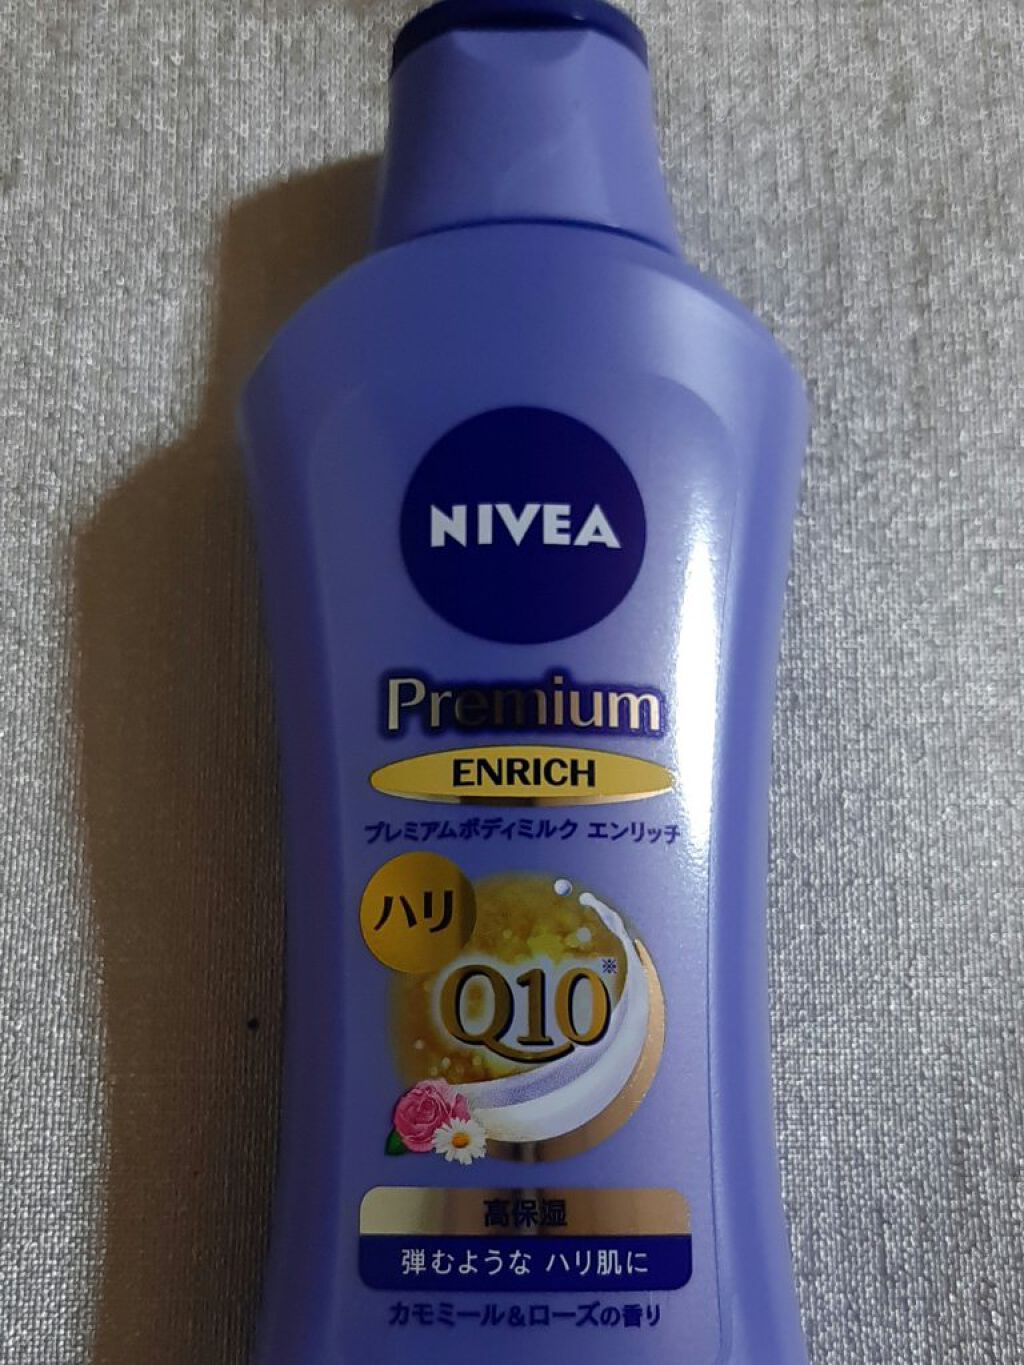 NIVEA
Premium
ENRICH
プレミアムボディミルク エンリッチ
ハリ
Q10※
高保湿
弾むような ハリ肌に
カモミール&ローズの香り